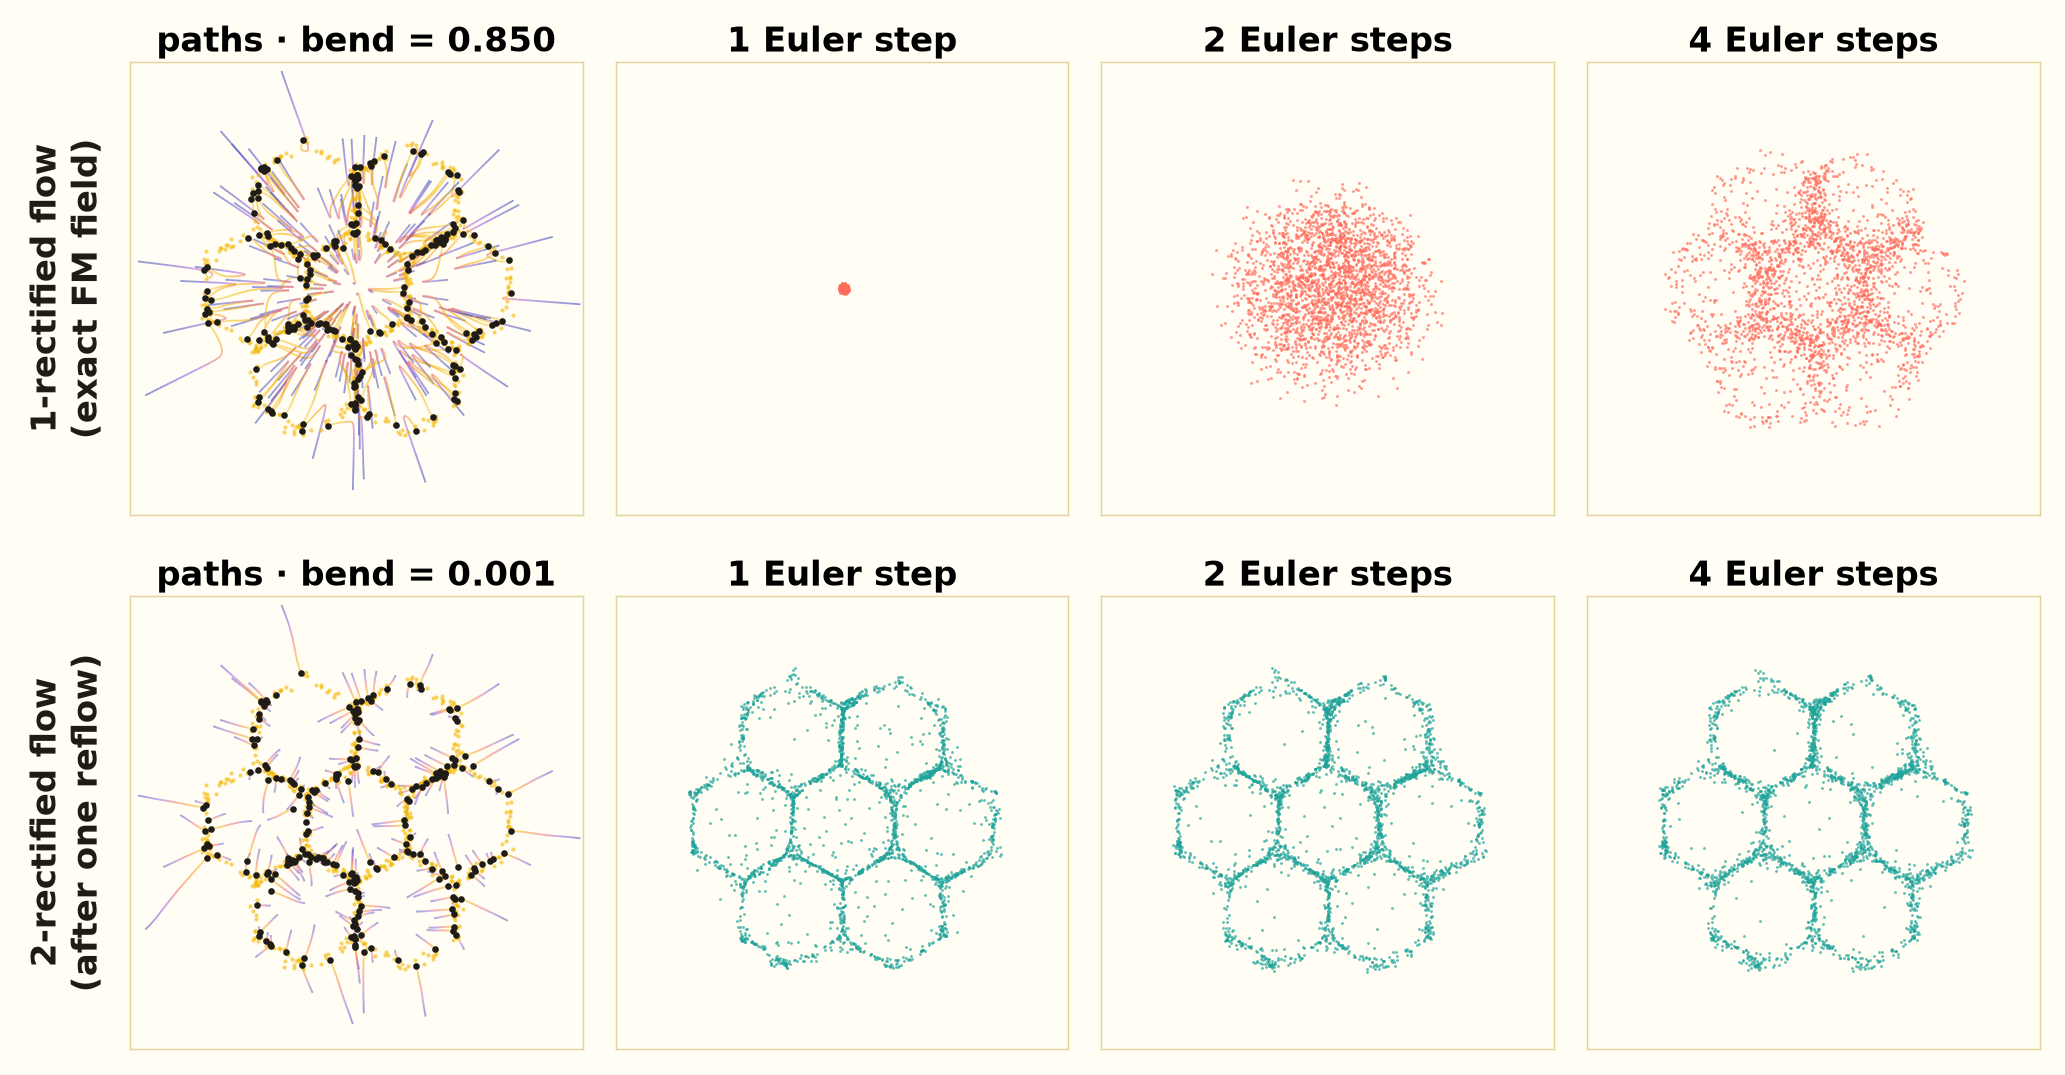 paths · bend = 0.850
1 Euler step
2 Euler steps
4 Euler steps
1-rectified flow
(exact FM field)
paths · bend = 0.001
1 Euler step
2 Euler steps
4 Euler steps
2-rectified flow
(after one reflow)